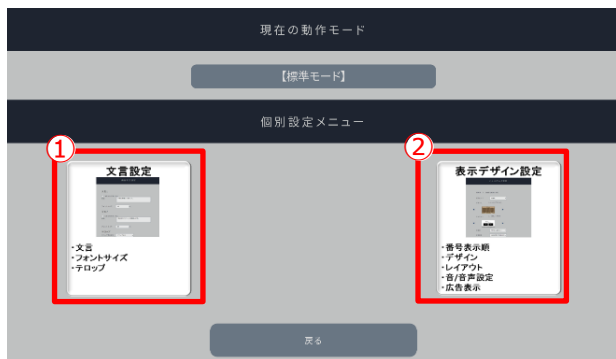 現在の動作モード
【標準モード】
個別設定メニュー
①
文言設定
・文言
・フォントサイズ
・テロップ
②
表示デザイン設定
・番号表示順
・デザイン
・レイアウト
・音/音声設定
・広告表示
戻る